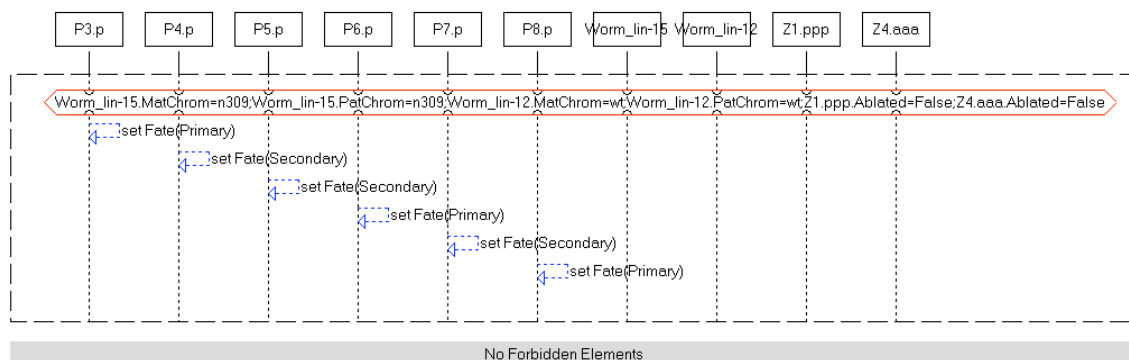 P3.p P4.p P5.p P6.p P7.p P8.p Worm_lin-15 Worm_lin-12 Z1.ppp Z4.aaa
Worm_lin-15.MatChrom=n309;Worm_lin-15.PatChrom=n309;Worm_lin-12.MatChrom=wt;Worm_lin-12.PatChrom=wt;Z1.ppp.Ablated=False;Z4.aaa.Ablated=False
set Fate(Primary)
set Fate(Secondary)
set Fate(Secondary)
set Fate(Primary)
set Fate(Secondary)
set Fate(Primary)
No Forbidden Elements